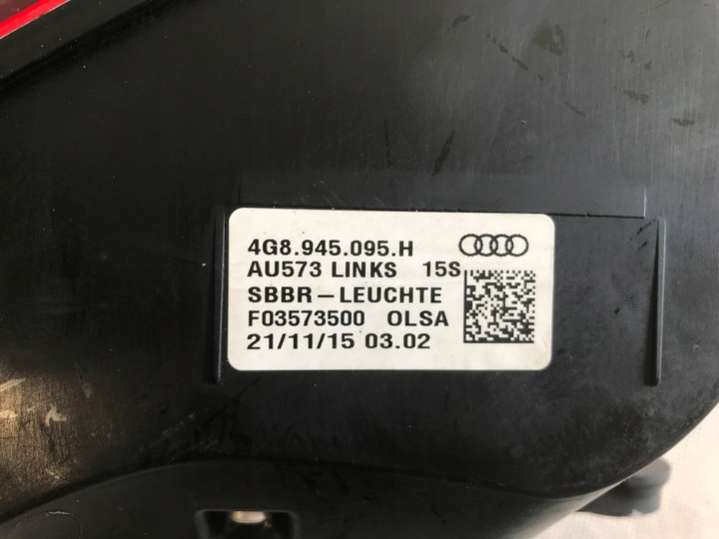 4G8.945.095.H
AU573 LINKS 15S
SBBR-LEUCHTE
F03573500 OLSA
21/11/15 03.02